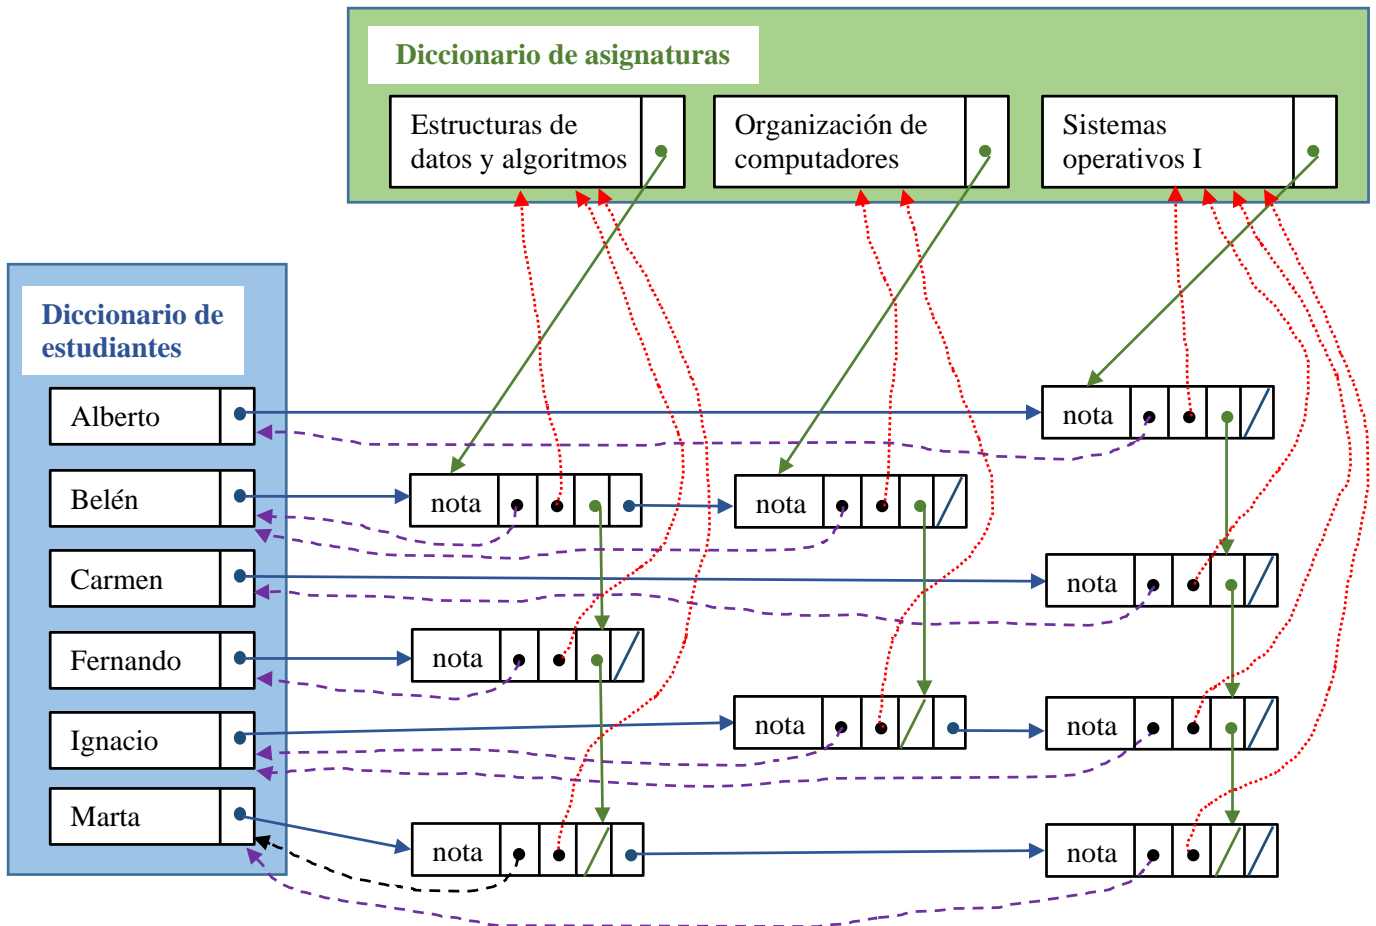 Diccionario de asignaturas
Estructuras de
datos y algoritmos
Organización de
computadores
Sistemas
operativos I
Diccionario de
estudiantes
Alberto
nota
Belén
nota
nota
Carmen
nota
Fernando
nota
Ignacio
nota
nota
Marta
nota
nota